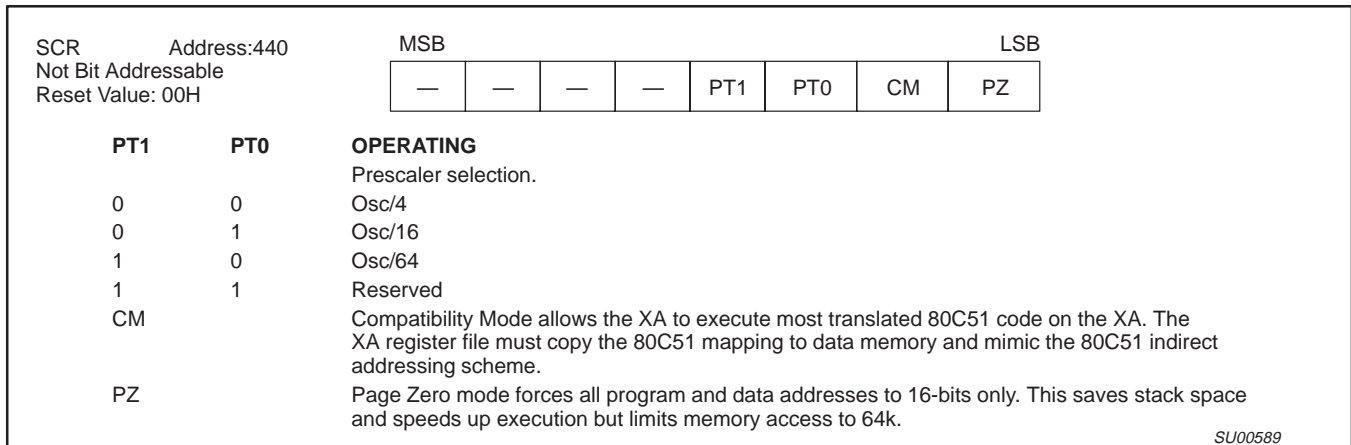 SCR Address:440 MSB LSB
Not Bit Addressable
Reset Value: 00H — — — — PT1 PT0 CM PZ
PT1 PT0 OPERATING
Prescaler selection.
0 0 Osc/4
0 1 Osc/16
1 0 Osc/64
1 1 Reserved
CM Compatibility Mode allows the XA to execute most translated 80C51 code on the XA. The
XA register file must copy the 80C51 mapping to data memory and mimic the 80C51 indirect
addressing scheme.
PZ Page Zero mode forces all program and data addresses to 16-bits only. This saves stack space
and speeds up execution but limits memory access to 64k.
SU00589